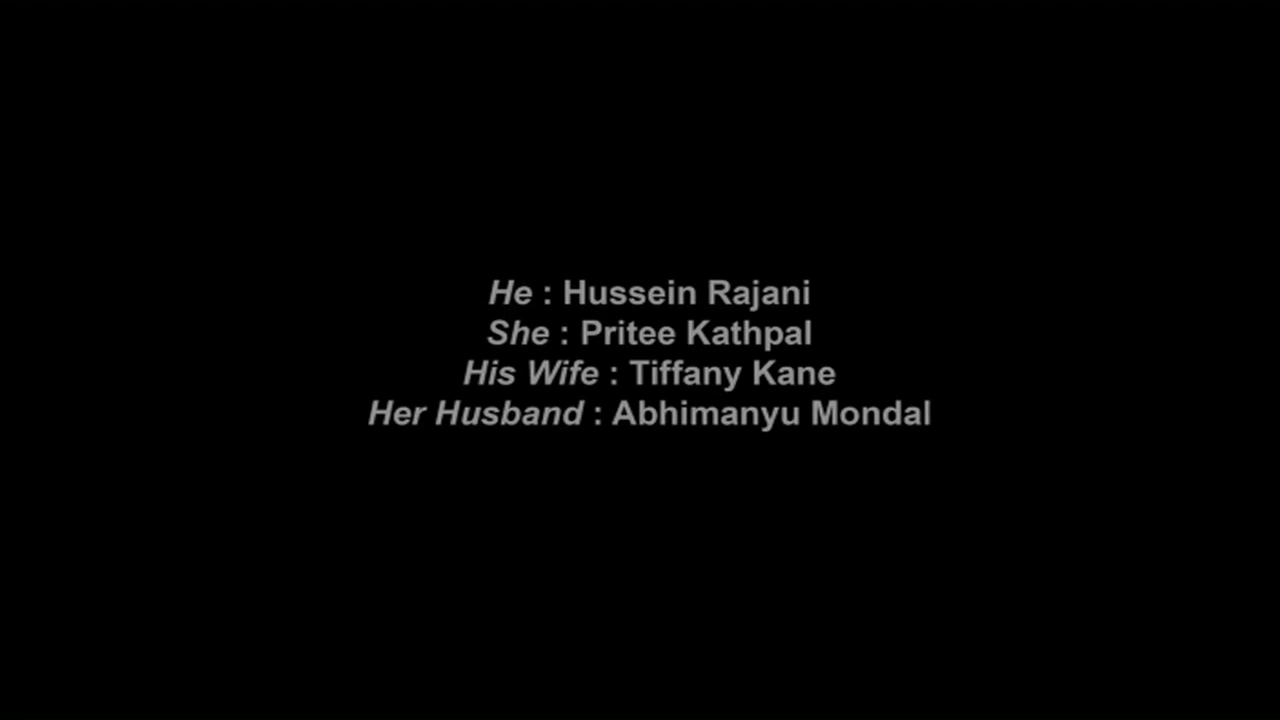 He : Hussein Rajani
She : Pritee Kathpal
His Wife : Tiffany Kane
Her Husband : Abhimanyu Mondal